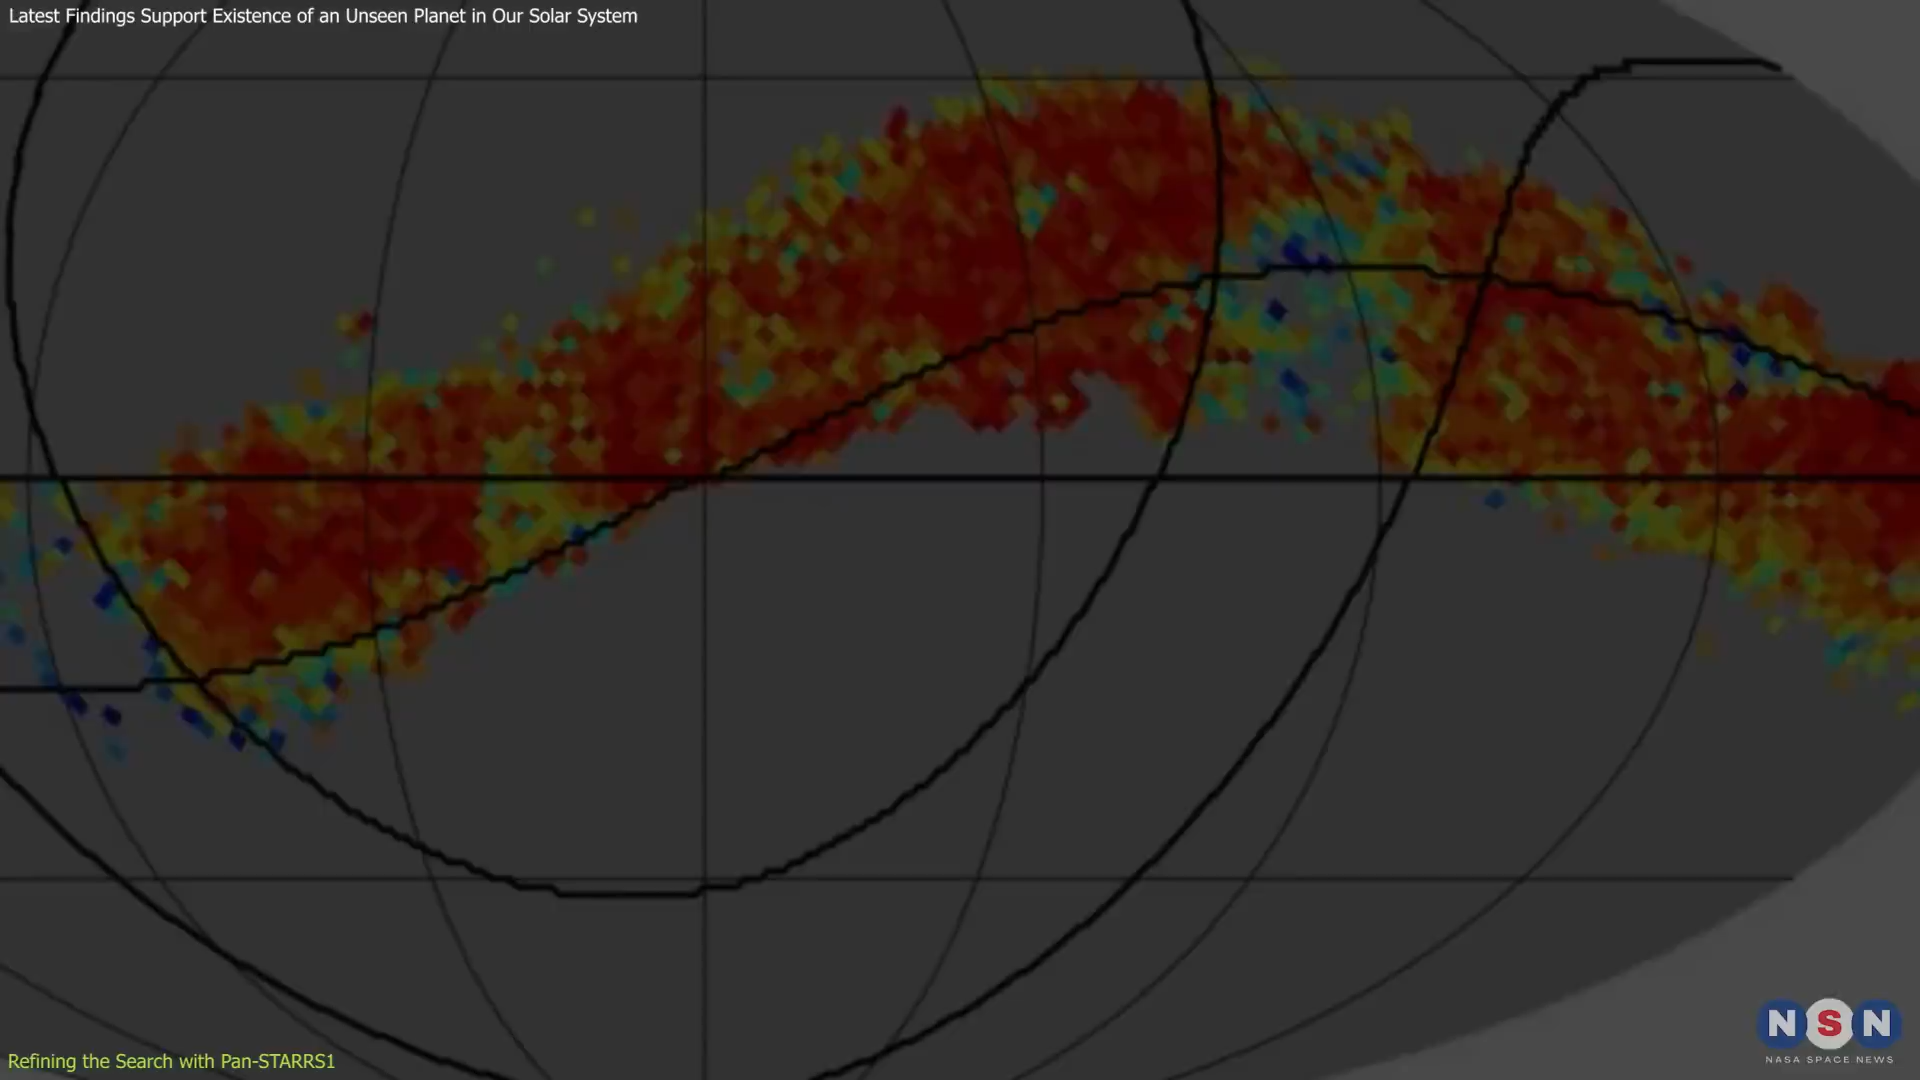 Latest Findings Support Existence of an Unseen Planet in Our Solar System
Refining the Search with Pan-STARRS1
NSN
NASA SPACE NEWS